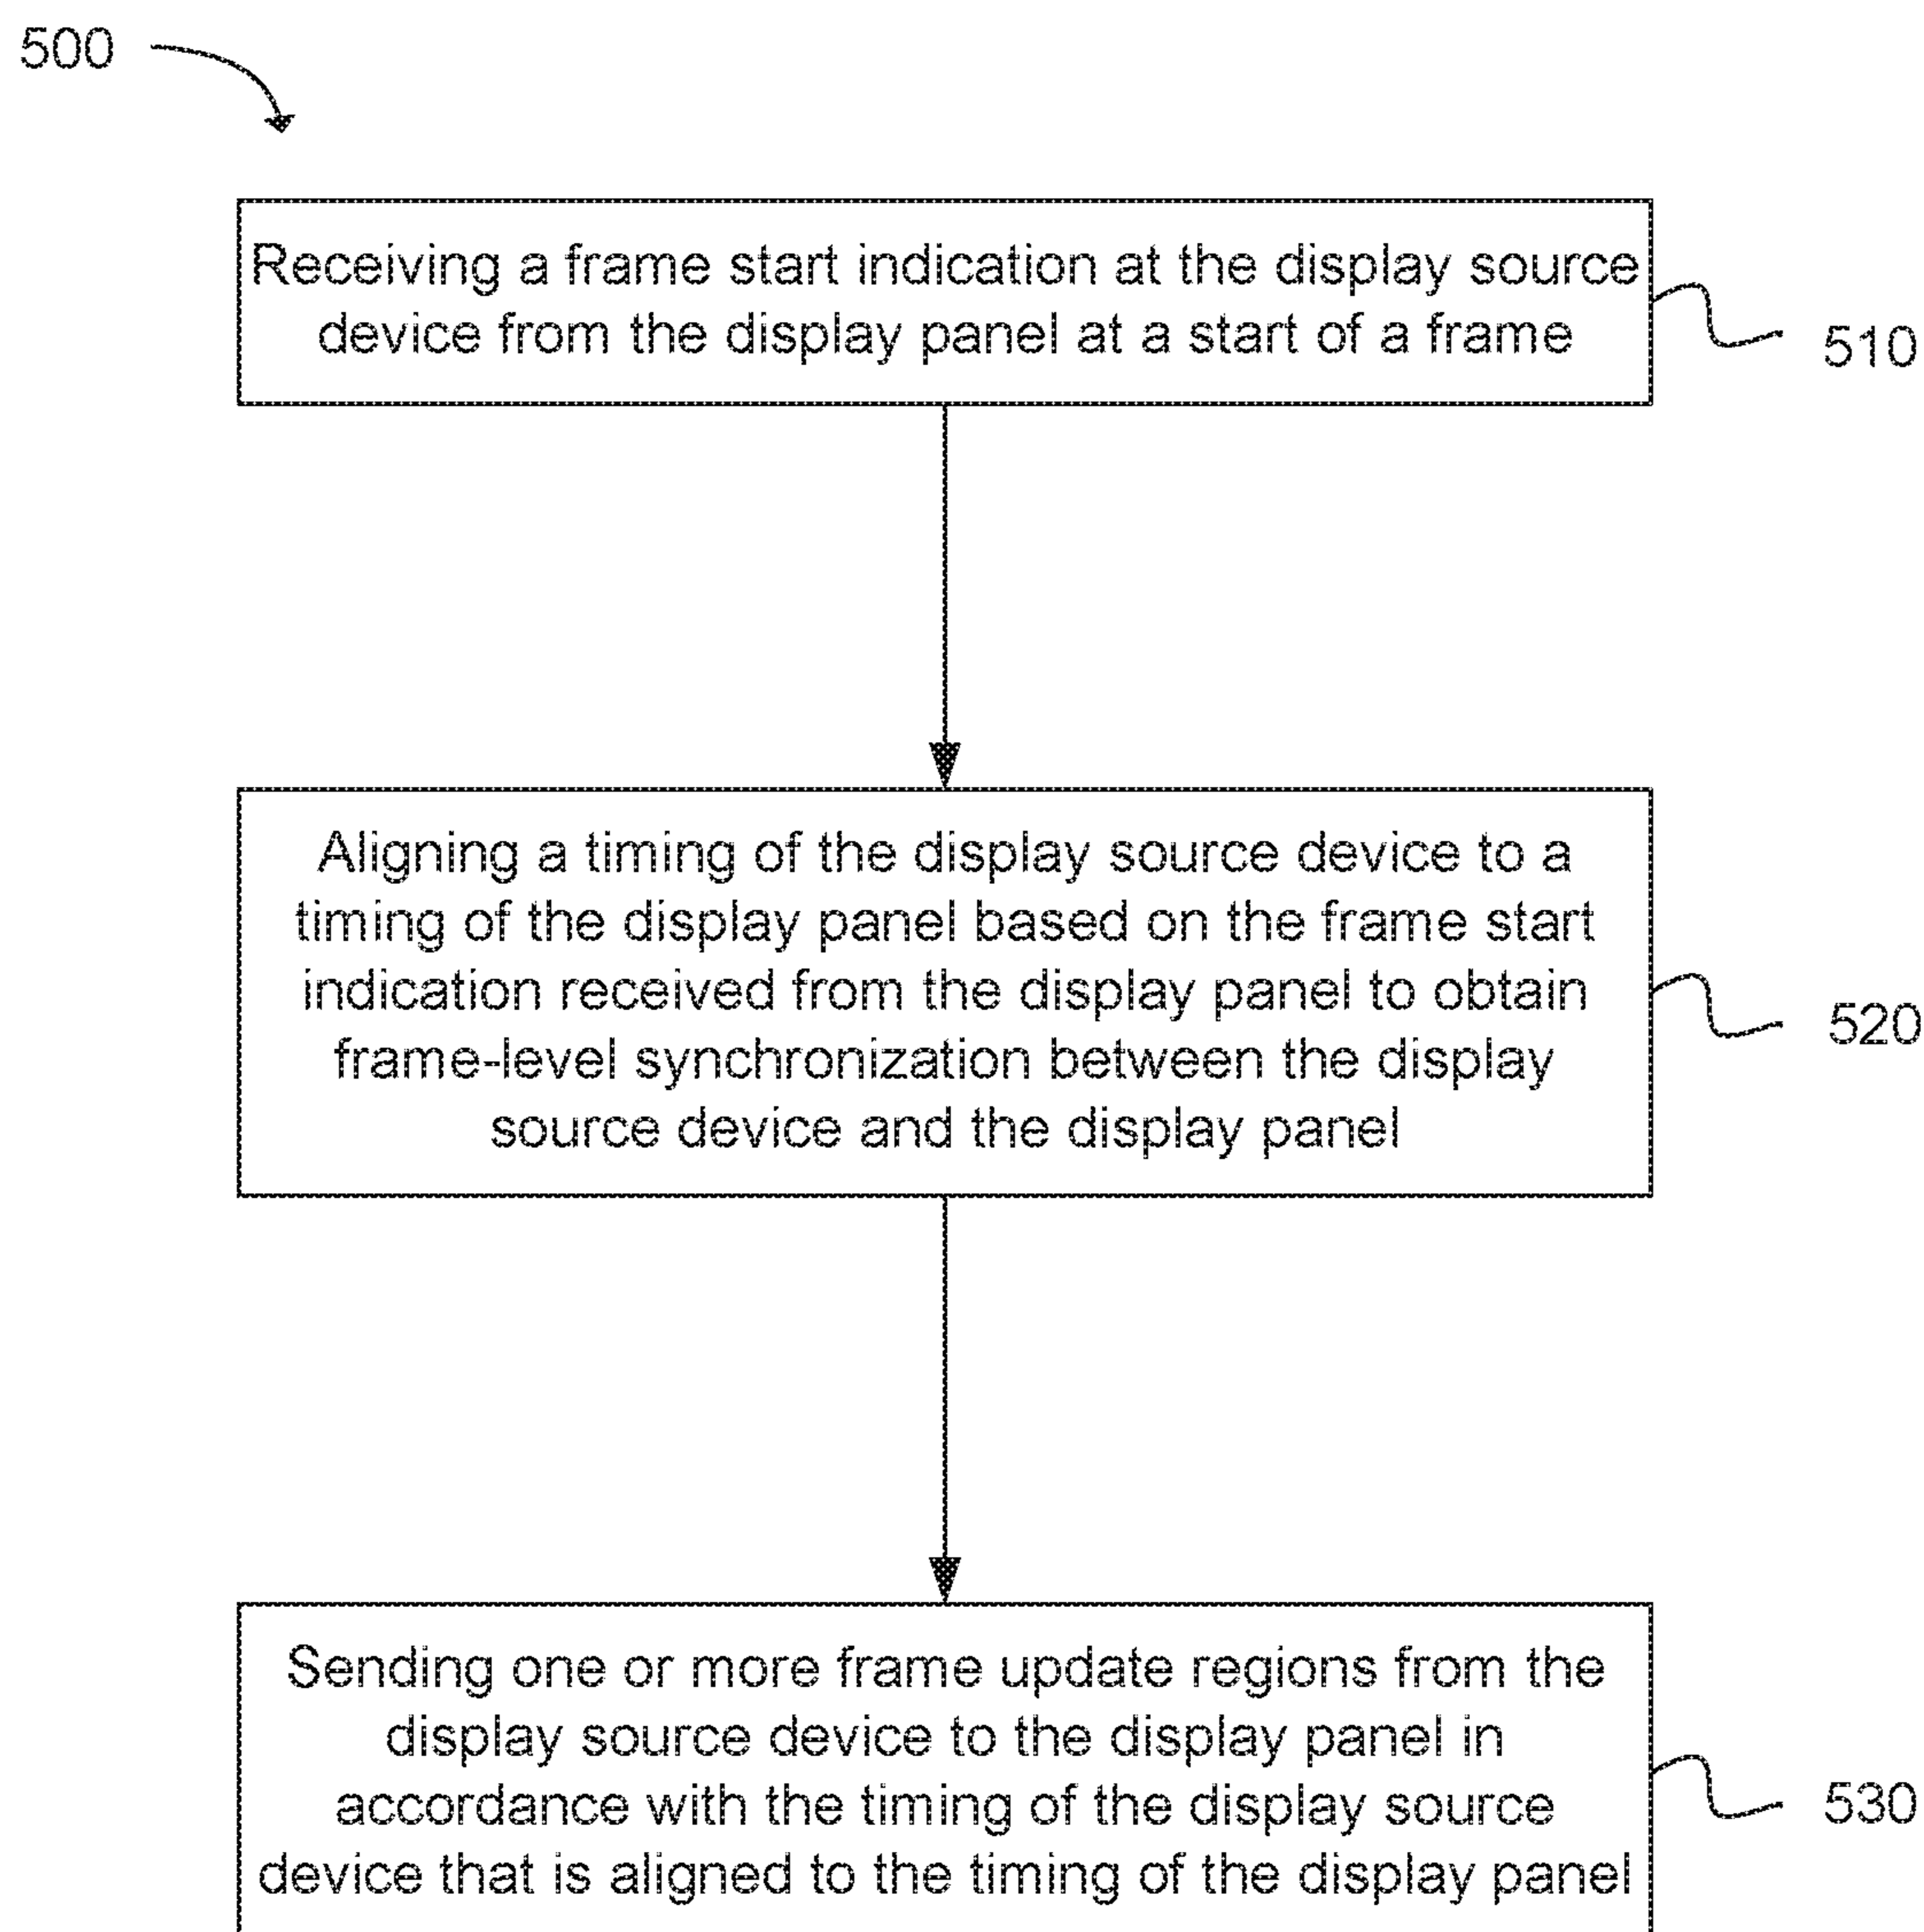 500
Receiving a frame start indication at the display source
device from the display panel at a start of a frame
510
Aligning a timing of the display source device to a
timing of the display panel based on the frame start
indication received from the display panel to obtain
frame-level synchronization between the display
source device and the display panel
520
Sending one or more frame update regions from the
display source device to the display panel in
accordance with the timing of the display source
device that is aligned to the timing of the display panel
530